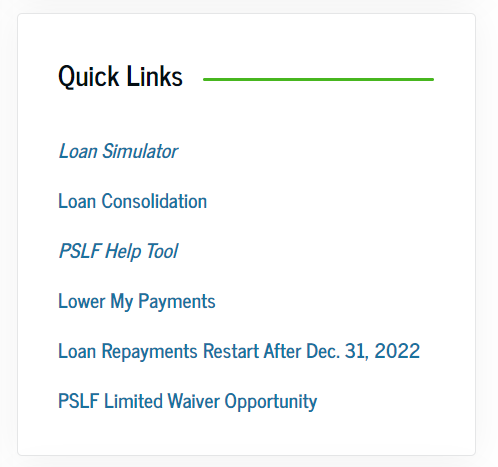 Quick Links
Loan Simulator
Loan Consolidation
PSLF Help Tool
Lower My Payments
Loan Repayments Restart After Dec. 31, 2022
PSLF Limited Waiver Opportunity